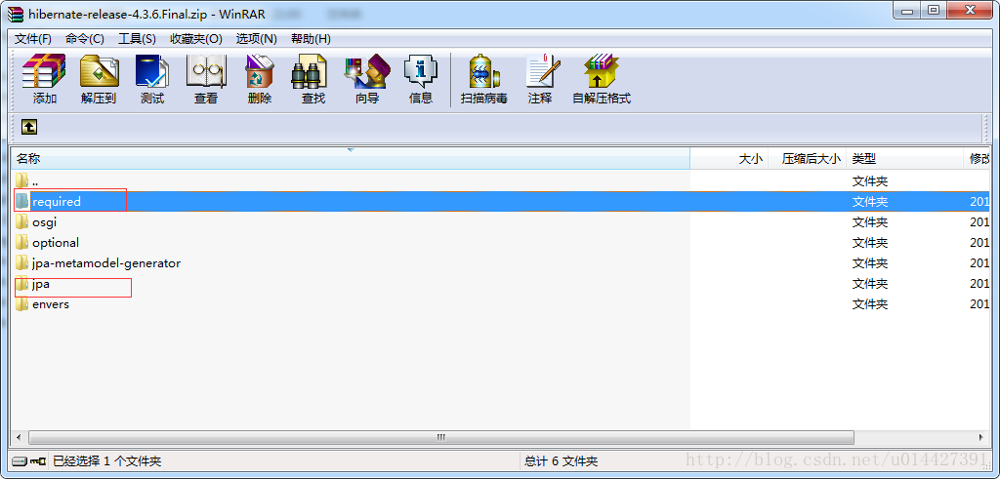 hibernate-release-4.3.6.Final.zip - WinRAR
文件(F) 命令(C) 工具(S) 收藏夹(O) 选项(N) 帮助(H)
添加 解压到 测试 查看 删除 查找 向导 信息 扫描病毒 注释 自解压格式
名称 大小 压缩后大小 类型 修改
.. 文件夹
required 文件夹 201
osgi 文件夹 201
optional 文件夹 201
jpa-metamodel-generator 文件夹 201
jpa 文件夹 201
envers 文件夹 201
已经选择 1 个文件夹 总计 6 文件夹
http://blog.csdn.net/u014427391